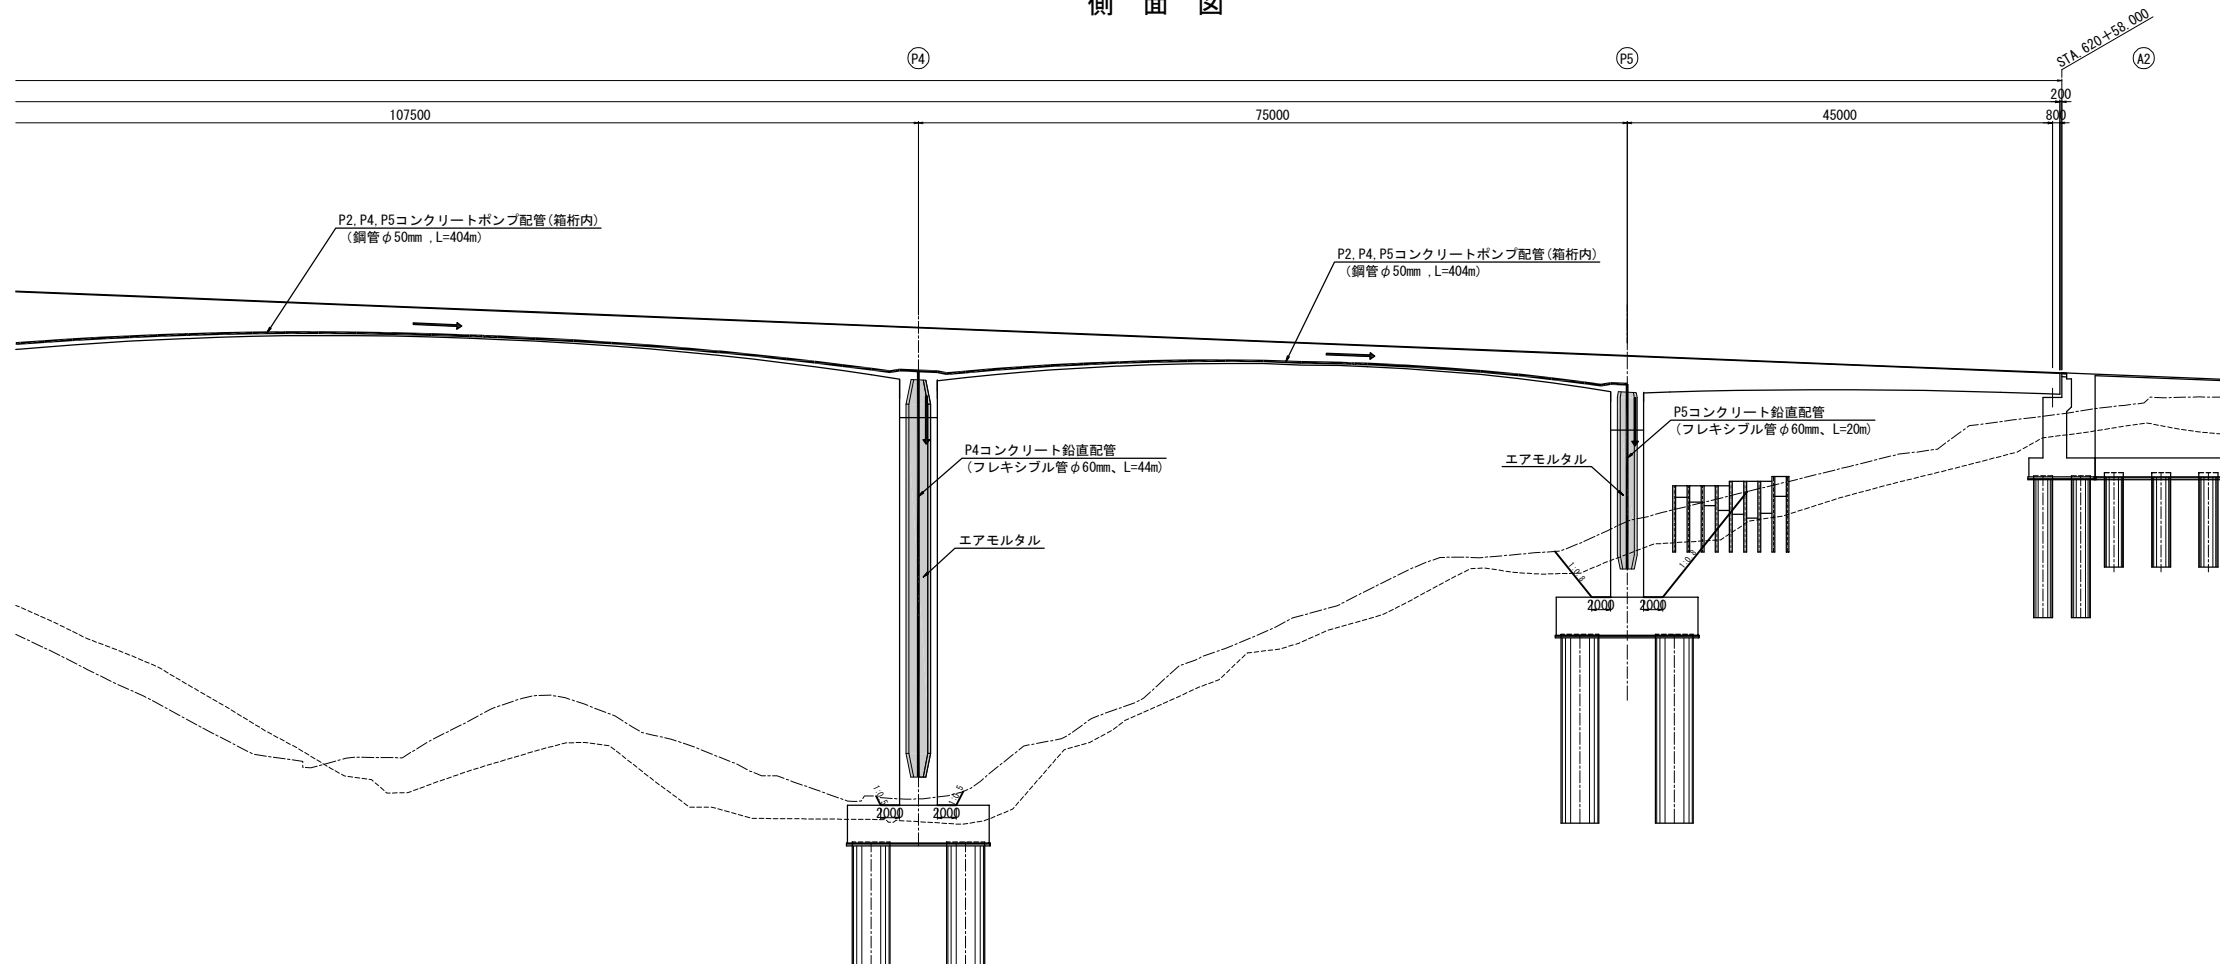 側 面 図
P4
P5
STA.620+58.000
A2
200
107500
75000
45000
800
P2,P4,P5コンクリートポンプ配管(箱桁内)
(鋼管φ50mm ,L=404m)
P2,P4,P5コンクリートポンプ配管(箱桁内)
(鋼管φ50mm ,L=404m)
P4コンクリート鉛直配管
(フレキシブル管φ60mm、L=44m)
P5コンクリート鉛直配管
(フレキシブル管φ60mm、L=20m)
エアモルタル
エアモルタル
1:0.8
2000
2000
1:0.5
2000
2000